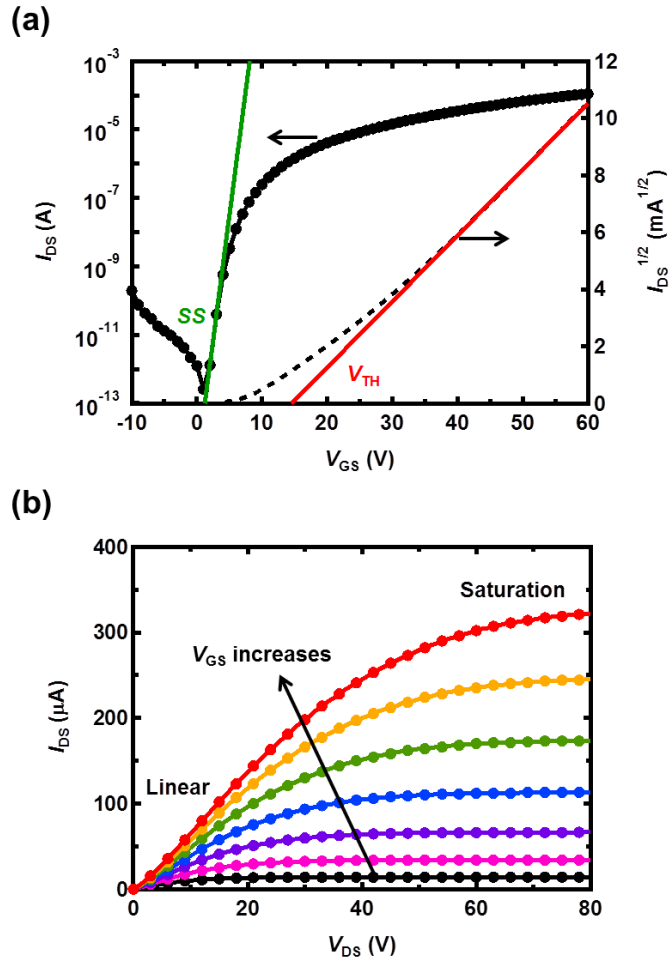 (a)
10⁻³
10⁻⁵
10⁻⁷
10⁻⁹
10⁻¹¹
10⁻¹³
I_DS (A)
12
10
8
6
4
2
0
I_DS^1/2 (mA^1/2)
SS
V_TH
-10 0 10 20 30 40 50 60
V_GS (V)
(b)
400
300
200
100
0
I_DS (μA)
Saturation
V_GS increases
Linear
0 20 40 60 80
V_DS (V)